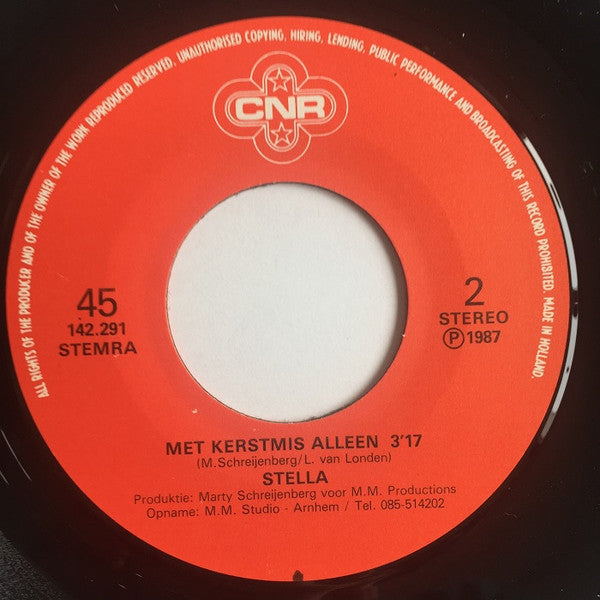 ALL RIGHTS OF THE PRODUCER AND OF THE OWNER OF THE WORK REPRODUCED RESERVED. UNAUTHORISED COPYING, HIRING, LENDING, PUBLIC PERFORMANCE AND BROADCASTING OF THIS RECORD PROHIBITED. MADE IN HOLLAND.
CNR
45
142.291
STEMRA
2
STEREO
Ⓟ1987
MET KERSTMIS ALLEEN 3'17
(M.Schreijenberg/L. van Londen)
STELLA
Produktie: Marty Schreijenberg voor M.M. Productions
Opname: M.M. Studio - Arnhem / Tel. 085-514202